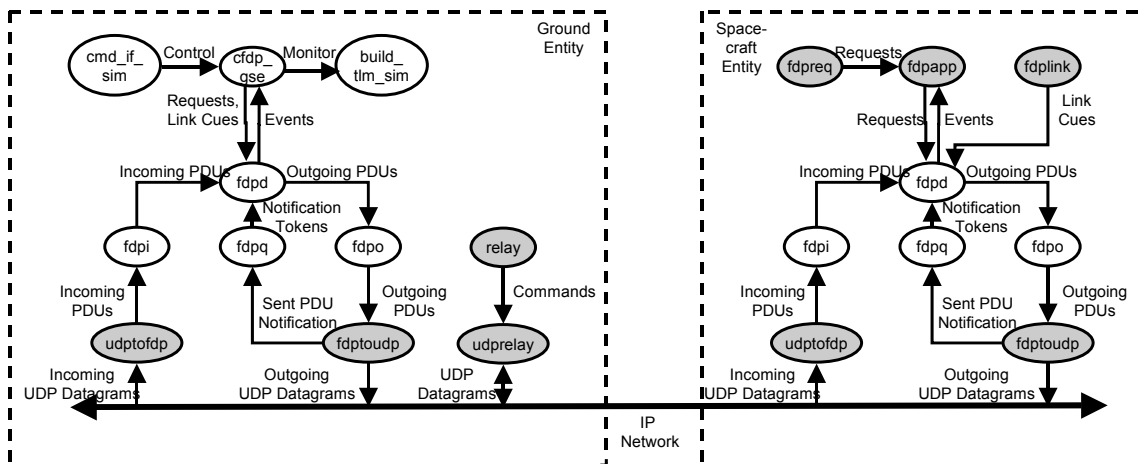 Ground
Entity
Space-
craft
Entity
cmd_if_
sim
Control
cfdp_
gse
Monitor
build_
tlm_sim
fdpreq
Requests
fdpapp
fdplink
Requests,
Link Cues
Events
Requests
Events
Link
Cues
Incoming PDUs
fdpd
Outgoing PDUs
Incoming PDUs
fdpd
Outgoing PDUs
Notification
Tokens
Notification
Tokens
fdpi
fdpq
fdpo
relay
fdpi
fdpq
fdpo
Incoming
PDUs
Sent PDU
Notification
Outgoing
PDUs
Commands
Incoming
PDUs
Sent PDU
Notification
Outgoing
PDUs
udptofdp
fdptoudp
udprelay
udptofdp
fdptoudp
Incoming
UDP Datagrams
Outgoing
UDP Datagrams
UDP
Datagrams
Incoming
UDP Datagrams
Outgoing
UDP Datagrams
IP
Network